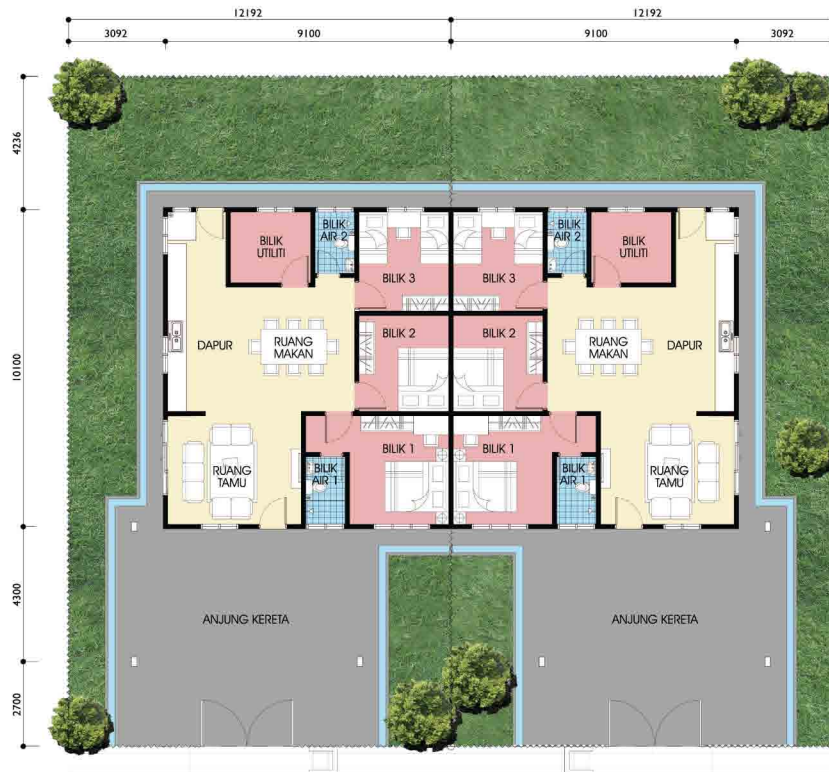 12192
12192
3092
9100
9100
3092
4236
10100
4300
2700
BILIK
UTILITI
BILIK
AIR 2
BILIK 3
BILIK 3
BILIK
AIR 2
BILIK
UTILITI
DAPUR
RUANG
MAKAN
BILIK 2
BILIK 2
RUANG
MAKAN
DAPUR
RUANG
TAMU
BILIK
AIR 1
BILIK 1
BILIK 1
BILIK
AIR 1
RUANG
TAMU
ANJUNG KERETA
ANJUNG KERETA